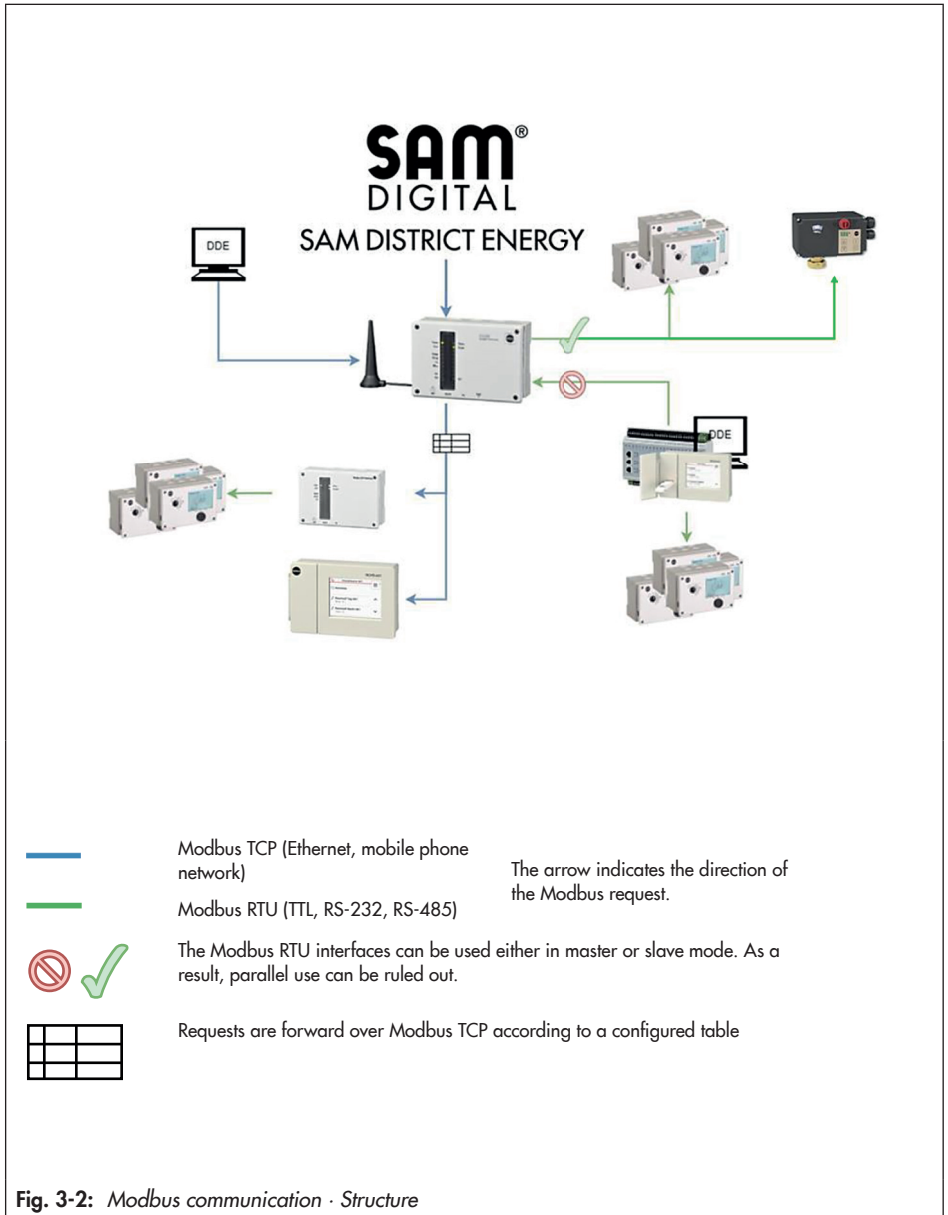 SAM®
DIGITAL
SAM DISTRICT ENERGY
DDE
DDE
Modbus TCP (Ethernet, mobile phone
network)
The arrow indicates the direction of
the Modbus request.
Modbus RTU (TTL, RS-232, RS-485)
The Modbus RTU interfaces can be used either in master or slave mode. As a
result, parallel use can be ruled out.
Requests are forward over Modbus TCP according to a configured table
Fig. 3-2: Modbus communication · Structure